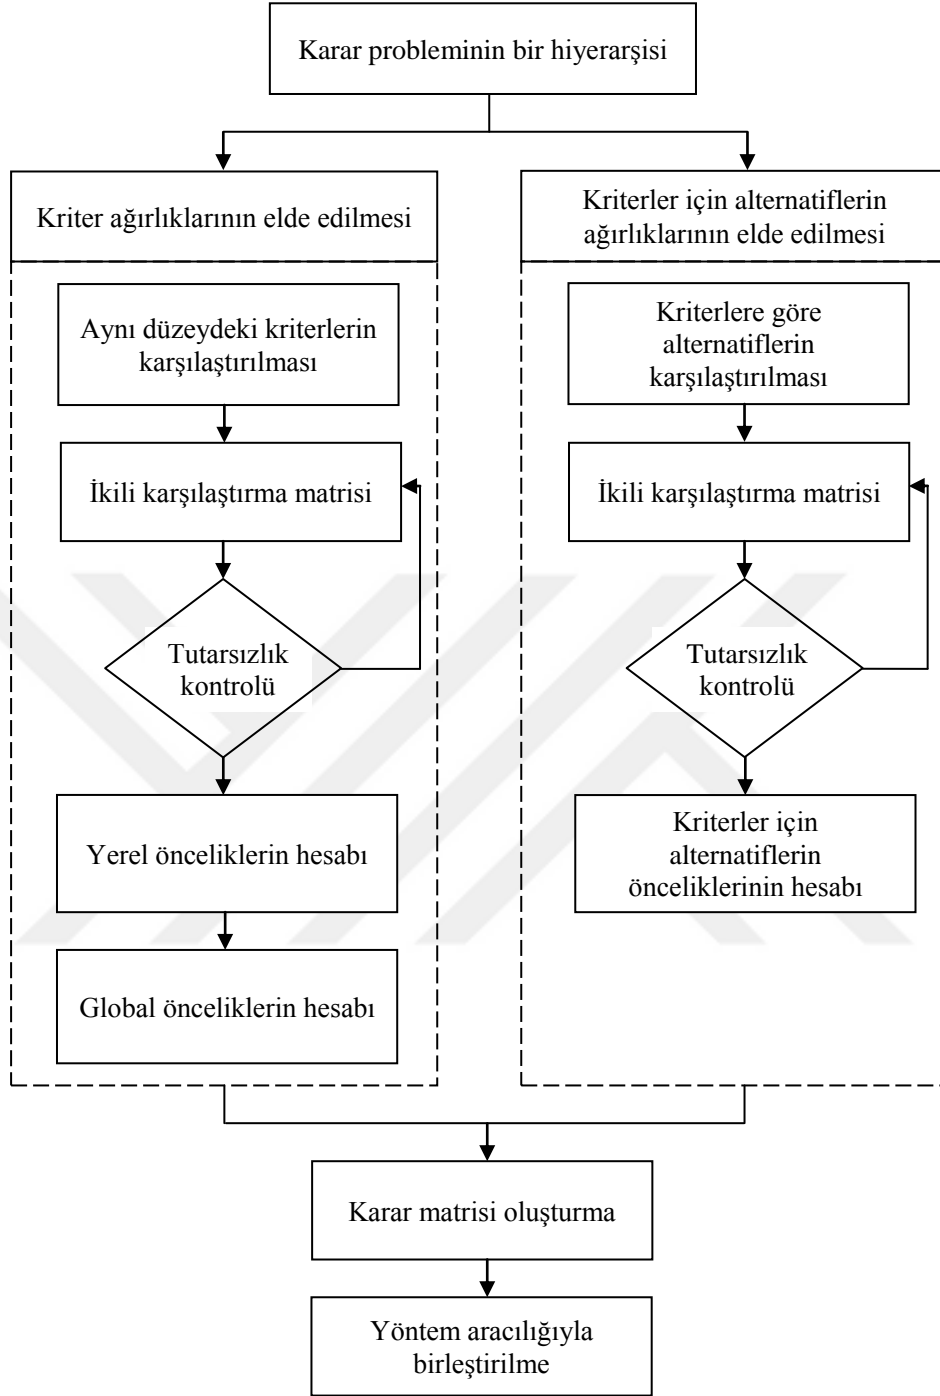 Karar probleminin bir hiyerarşisi
Kriter ağırlıklarının elde edilmesi
Aynı düzeydeki kriterlerin
karşılaştırılması
İkili karşılaştırma matrisi
Tutarsızlık
kontrolü
Yerel önceliklerin hesabı
Global önceliklerin hesabı
Kriterler için alternatiflerin
ağırlıklarının elde edilmesi
Kriterlere göre
alternatiflerin
karşılaştırılması
İkili karşılaştırma matrisi
Tutarsızlık
kontrolü
Kriterler için
alternatiflerin
önceliklerinin hesabı
Karar matrisi oluşturma
Yöntem aracılığıyla
birleştirilme